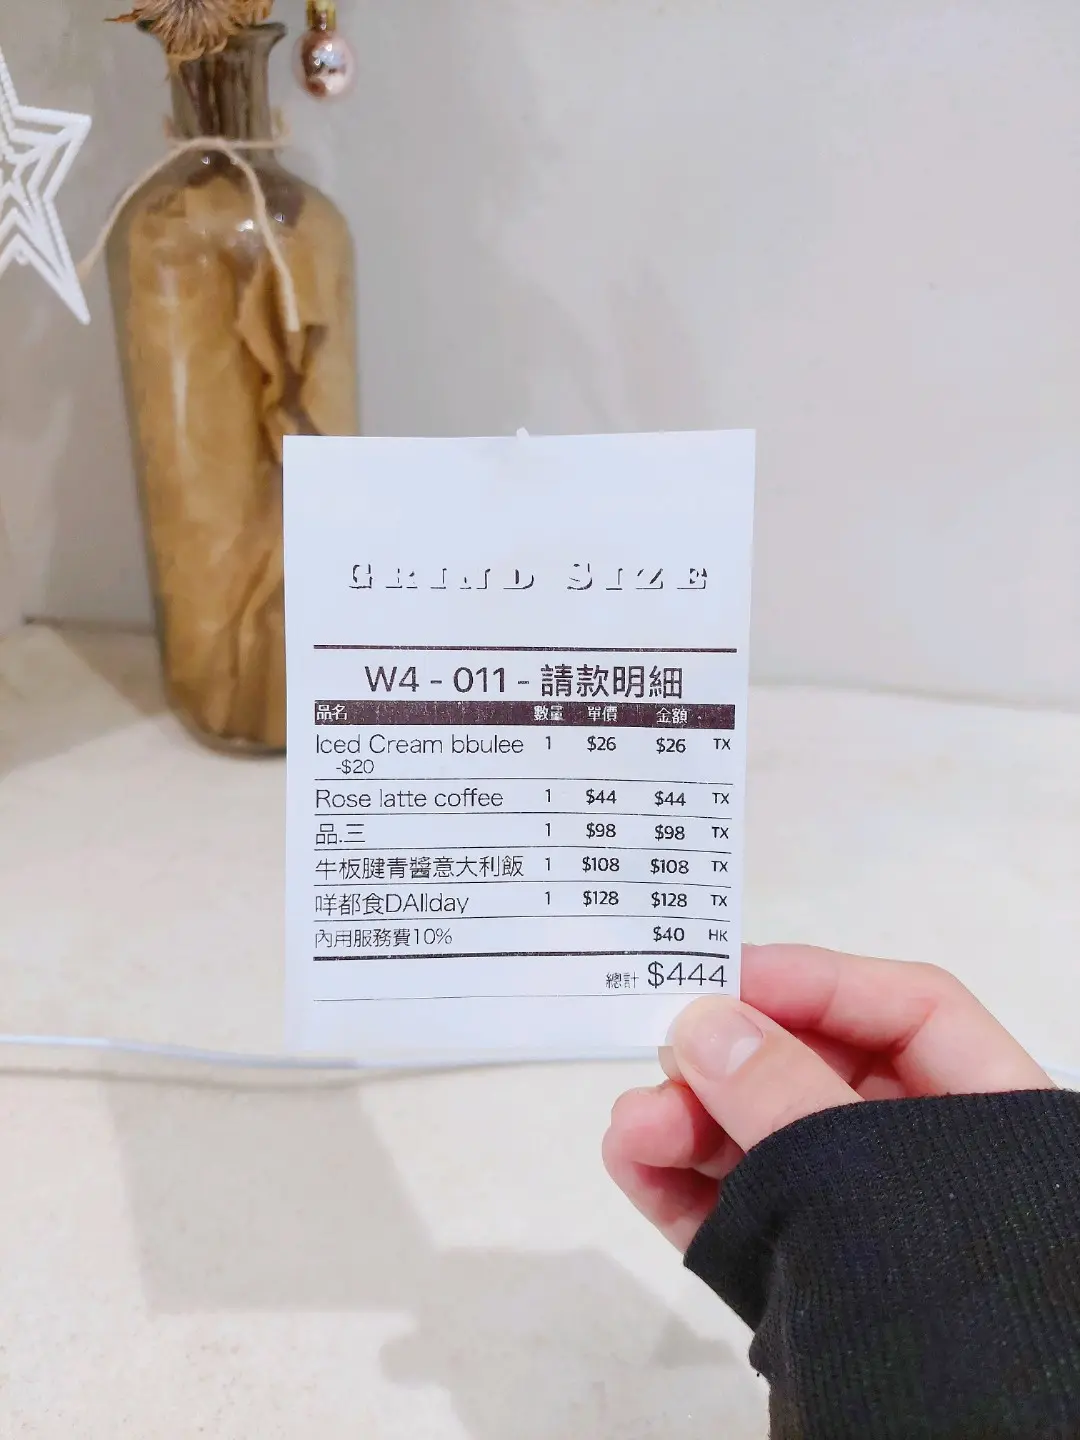 GRIND SIZE
W4 - 011 - 請款明細
品名 數量 單價 金額
Iced Cream bbulee 1 $26 $26 TX
-$20
Rose latte coffee 1 $44 $44 TX
品.三 1 $98 $98 TX
牛板腱青醬意大利飯 1 $108 $108 TX
咩都食DAllday 1 $128 $128 TX
內用服務費10% $40 HK
總計 $444